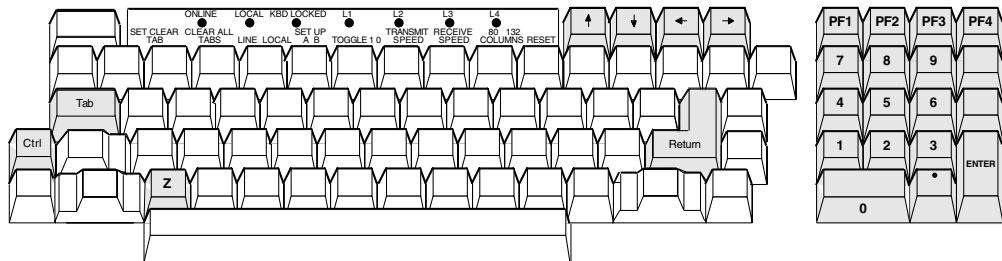 ONLINE LOCAL KBD LOCKED L1 L2 L3 L4
SET CLEAR TAB CLEAR ALL TABS LINE LOCAL SET UP A B TOGGLE 1 0 TRANSMIT SPEED RECEIVE SPEED 80 132 COLUMNS RESET
PF1 PF2 PF3 PF4
7 8 9
Tab
4 5 6
Ctrl Return
1 2 3
ENTER
Z
0 .